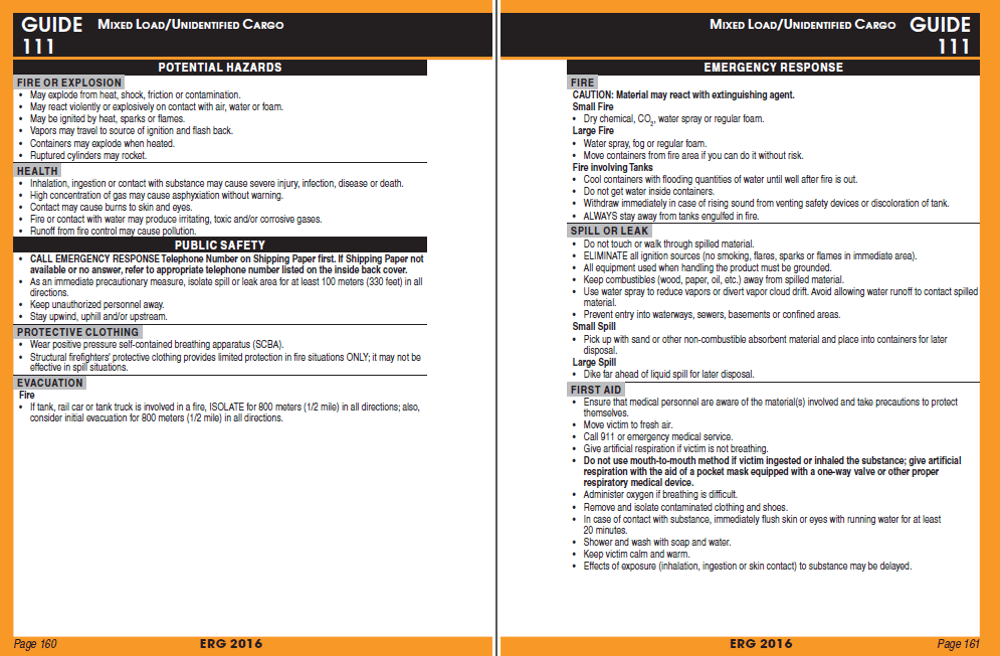 GUIDE
111
MIXED LOAD/UNIDENTIFIED CARGO
POTENTIAL HAZARDS
FIRE OR EXPLOSION
• May explode from heat, shock, friction or contamination.
• May react violently or explosively on contact with air, water or foam.
• May be ignited by heat, sparks or flames.
• Vapors may travel to source of ignition and flash back.
• Containers may explode when heated.
• Ruptured cylinders may rocket.
HEALTH
• Inhalation, ingestion or contact with substance may cause severe injury, infection, disease or death.
• High concentration of gas may cause asphyxiation without warning.
• Contact may cause burns to skin and eyes.
• Fire or contact with water may produce irritating, toxic and/or corrosive gases.
• Runoff from fire control may cause pollution.
PUBLIC SAFETY
• CALL EMERGENCY RESPONSE Telephone Number on Shipping Paper first. If Shipping Paper not
available or no answer, refer to appropriate telephone number listed on the inside back cover.
• As an immediate precautionary measure, isolate spill or leak area for at least 100 meters (330 feet) in all
directions.
• Keep unauthorized personnel away.
• Stay upwind, uphill and/or upstream.
PROTECTIVE CLOTHING
• Wear positive pressure self-contained breathing apparatus (SCBA).
• Structural firefighters' protective clothing provides limited protection in fire situations ONLY; it may not be
effective in spill situations.
EVACUATION
Fire
• If tank, rail car or tank truck is involved in a fire, ISOLATE for 800 meters (1/2 mile) in all directions; also,
consider initial evacuation for 800 meters (1/2 mile) in all directions.
Page 160
ERG 2016
MIXED LOAD/UNIDENTIFIED CARGO
GUIDE
111
EMERGENCY RESPONSE
FIRE
CAUTION: Material may react with extinguishing agent.
Small Fire
• Dry chemical, CO2, water spray or regular foam.
Large Fire
• Water spray, fog or regular foam.
• Move containers from fire area if you can do it without risk.
Fire involving Tanks
• Cool containers with flooding quantities of water until well after fire is out.
• Do not get water inside containers.
• Withdraw immediately in case of rising sound from venting safety devices or discoloration of tank.
• ALWAYS stay away from tanks engulfed in fire.
SPILL OR LEAK
• Do not touch or walk through spilled material.
• ELIMINATE all ignition sources (no smoking, flares, sparks or flames in immediate area).
• All equipment used when handling the product must be grounded.
• Keep combustibles (wood, paper, oil, etc.) away from spilled material.
• Use water spray to reduce vapors or divert vapor cloud drift. Avoid allowing water runoff to contact spilled
material.
• Prevent entry into waterways, sewers, basements or confined areas.
Small Spill
• Pick up with sand or other non-combustible absorbent material and place into containers for later
disposal.
Large Spill
• Dike far ahead of liquid spill for later disposal.
FIRST AID
• Ensure that medical personnel are aware of the material(s) involved and take precautions to protect
themselves.
• Move victim to fresh air.
• Call 911 or emergency medical service.
• Give artificial respiration if victim is not breathing.
• Do not use mouth-to-mouth method if victim ingested or inhaled the substance; give artificial
respiration with the aid of a pocket mask equipped with a one-way valve or other proper
respiratory medical device.
• Administer oxygen if breathing is difficult.
• Remove and isolate contaminated clothing and shoes.
• In case of contact with substance, immediately flush skin or eyes with running water for at least
20 minutes.
• Shower and wash with soap and water.
• Keep victim calm and warm.
• Effects of exposure (inhalation, ingestion or skin contact) to substance may be delayed.
ERG 2016
Page 161